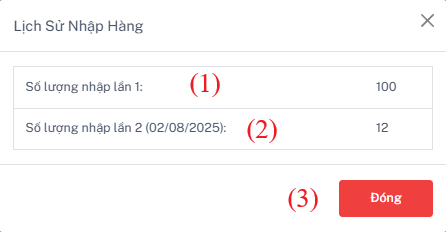 Lịch Sử Nhập Hàng
Số lượng nhập lần 1: (1) 100
Số lượng nhập lần 2 (02/08/2025): (2) 12
(3) Đóng